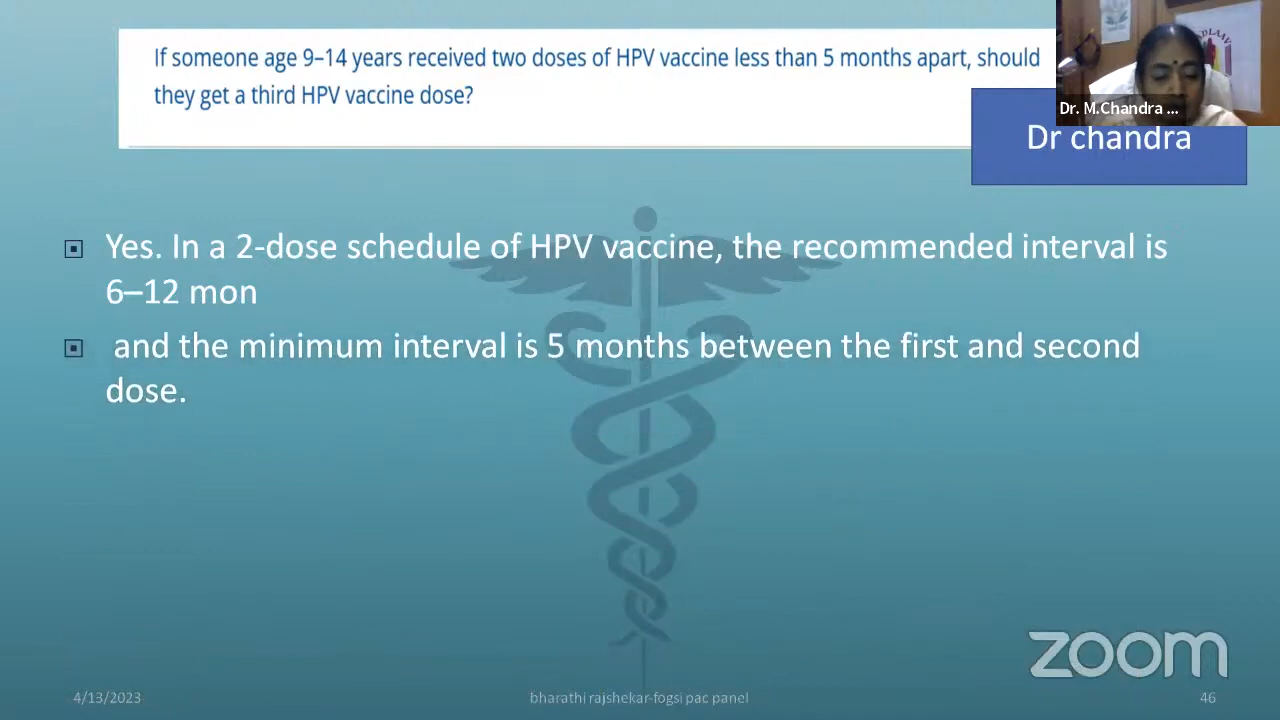 If someone age 9–14 years received two doses of HPV vaccine less than 5 months apart, should
they get a third HPV vaccine dose?
Dr. M.Chandra ...
Dr chandra
Yes. In a 2-dose schedule of HPV vaccine, the recommended interval is
6–12 mon
and the minimum interval is 5 months between the first and second
dose.
zoom
4/13/2023
bharathi rajshekar-fogsi pac panel
46